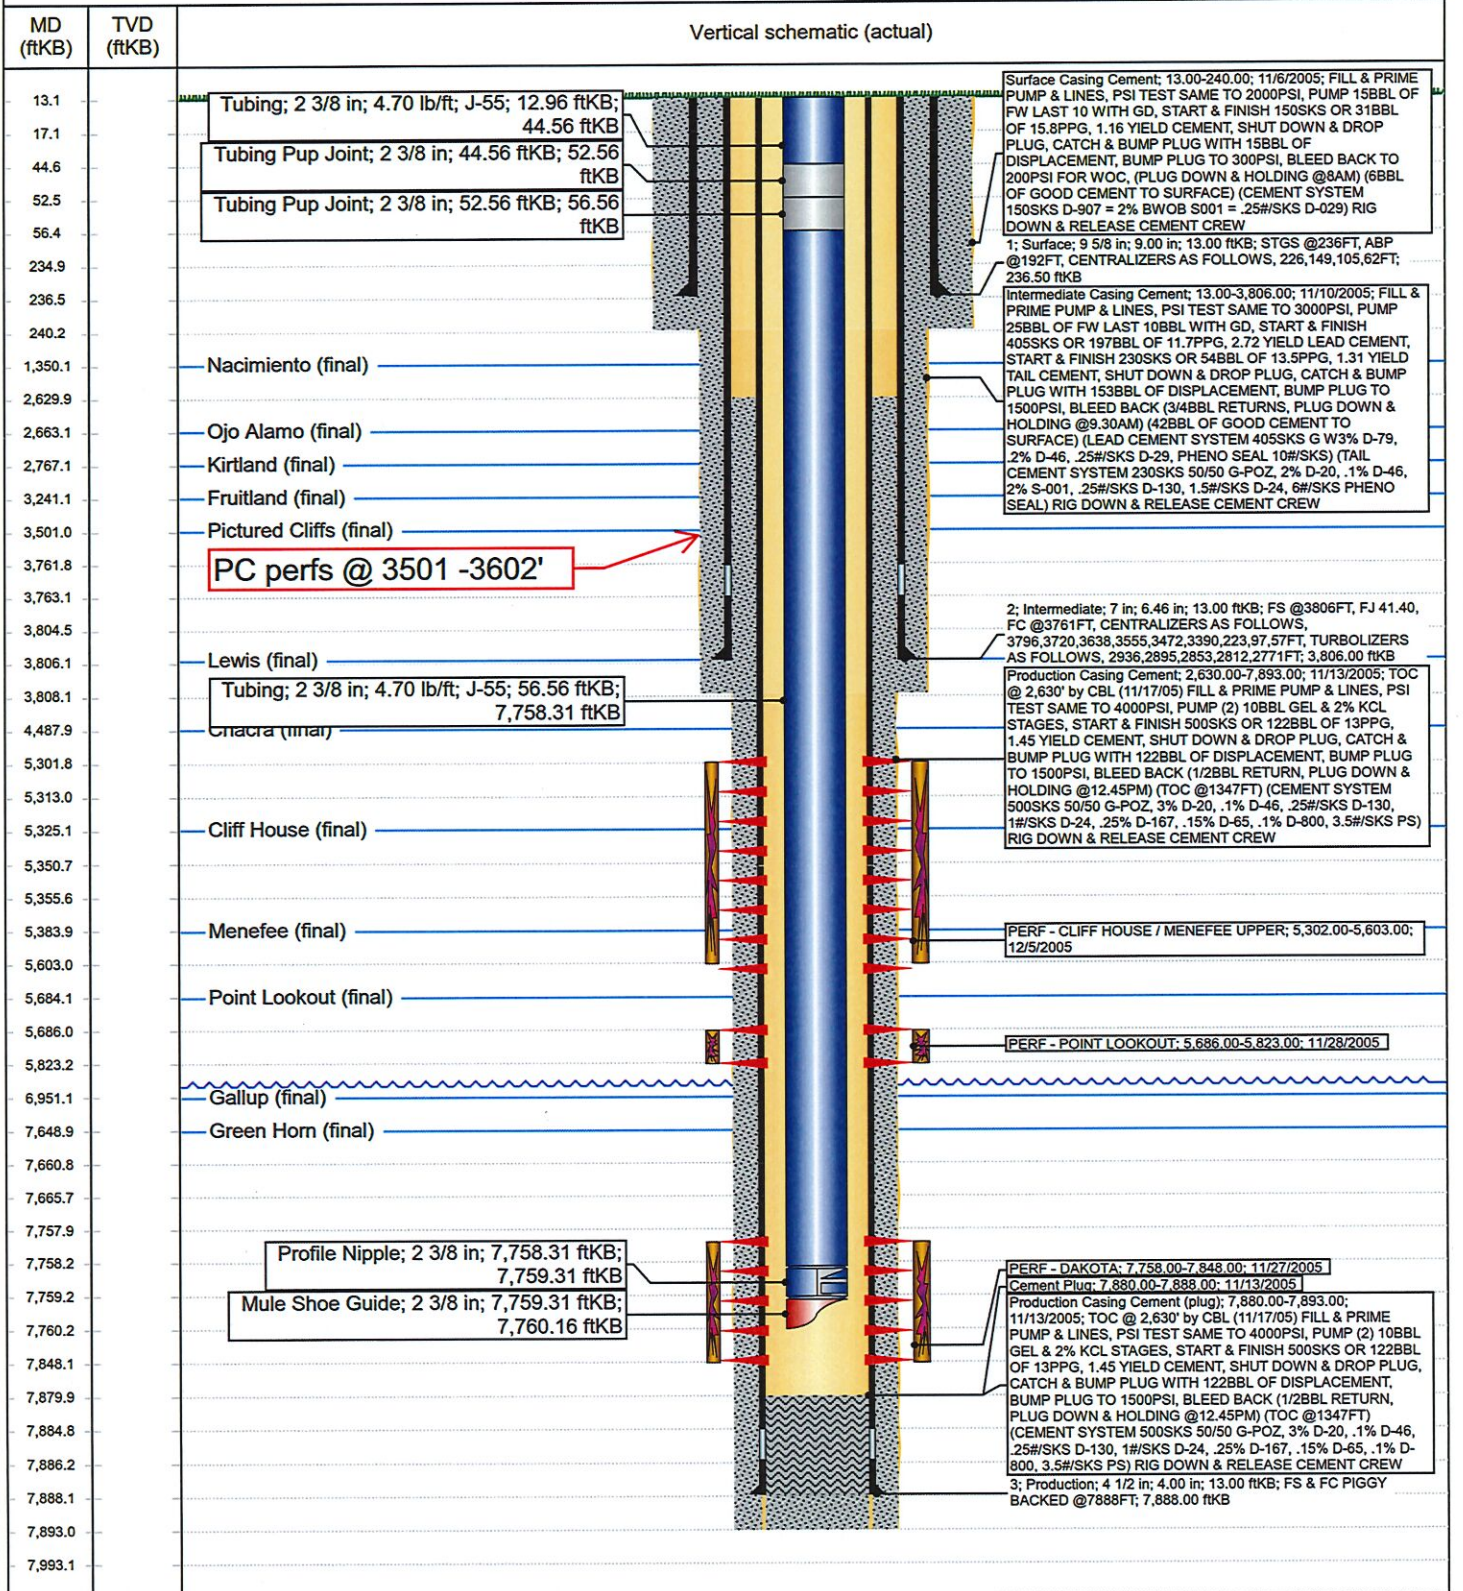 MD
(ftKB)
TVD
(ftKB)
Vertical schematic (actual)
13.1
17.1
44.6
52.5
56.4
234.9
236.5
240.2
1,350.1
2,629.9
2,663.1
2,767.1
3,241.1
3,501.0
3,761.8
3,763.1
3,804.5
3,806.1
3,808.1
4,487.9
5,301.8
5,313.0
5,325.1
5,350.7
5,355.6
5,383.9
5,603.0
5,684.1
5,686.0
5,823.2
6,951.1
7,648.9
7,660.8
7,665.7
7,757.9
7,758.2
7,759.2
7,760.2
7,848.1
7,879.9
7,884.8
7,886.2
7,888.1
7,893.0
7,993.1
Tubing; 2 3/8 in; 4.70 lb/ft; J-55; 12.96 ftKB;
44.56 ftKB
Tubing Pup Joint; 2 3/8 in; 44.56 ftKB; 52.56
ftKB
Tubing Pup Joint; 2 3/8 in; 52.56 ftKB; 56.56
ftKB
Nacimiento (final)
Ojo Alamo (final)
Kirtland (final)
Fruitland (final)
Pictured Cliffs (final)
PC perfs @ 3501 -3602'
Lewis (final)
Tubing; 2 3/8 in; 4.70 lb/ft; J-55; 56.56 ftKB;
7,758.31 ftKB
Chacra (final)
Cliff House (final)
Menefee (final)
Point Lookout (final)
Gallup (final)
Green Horn (final)
Profile Nipple; 2 3/8 in; 7,758.31 ftKB;
7,759.31 ftKB
Mule Shoe Guide; 2 3/8 in; 7,759.31 ftKB;
7,760.16 ftKB
Surface Casing Cement; 13.00-240.00; 11/6/2005; FILL & PRIME
PUMP & LINES, PSI TEST SAME TO 2000PSI, PUMP 15BBL OF
FW LAST 10 WITH GD, START & FINISH 150SKS OR 31BBL
OF 15.8PPG, 1.16 YIELD CEMENT, SHUT DOWN & DROP
PLUG, CATCH & BUMP PLUG WITH 15BBL OF
DISPLACEMENT, BUMP PLUG TO 300PSI, BLEED BACK TO
200PSI FOR WOC, (PLUG DOWN & HOLDING @8AM) (6BBL
OF GOOD CEMENT TO SURFACE) (CEMENT SYSTEM
150SKS D-907 = 2% BWOB S001 = .25#/SKS D-029) RIG
DOWN & RELEASE CEMENT CREW
1; Surface; 9 5/8 in; 9.00 in; 13.00 ftKB; STGS @236FT, ABP
@192FT, CENTRALIZERS AS FOLLOWS, 226,149,105,62FT;
236.50 ftKB
Intermediate Casing Cement; 13.00-3,806.00; 11/10/2005; FILL &
PRIME PUMP & LINES, PSI TEST SAME TO 3000PSI, PUMP
25BBL OF FW LAST 10BBL WITH GD, START & FINISH
405SKS OR 197BBL OF 11.7PPG, 2.72 YIELD LEAD CEMENT,
START & FINISH 230SKS OR 54BBL OF 13.5PPG, 1.31 YIELD
TAIL CEMENT, SHUT DOWN & DROP PLUG, CATCH & BUMP
PLUG WITH 153BBL OF DISPLACEMENT, BUMP PLUG TO
1500PSI, BLEED BACK (3/4BBL RETURNS, PLUG DOWN &
HOLDING @9.30AM) (42BBL OF GOOD CEMENT TO
SURFACE) (LEAD CEMENT SYSTEM 405SKS G W3% D-79,
.2% D-46, .25#/SKS D-29, PHENO SEAL 10#/SKS) (TAIL
CEMENT SYSTEM 230SKS 50/50 G-POZ, 2% D-20, .1% D-46,
2% S-001, .25#/SKS D-130, 1.5#/SKS D-24, 6#/SKS PHENO
SEAL) RIG DOWN & RELEASE CEMENT CREW
2; Intermediate; 7 in; 6.46 in; 13.00 ftKB; FS @3806FT, FJ 41.40,
FC @3761FT, CENTRALIZERS AS FOLLOWS,
3796,3720,3638,3555,3472,3390,223,97,57FT, TURBOLIZERS
AS FOLLOWS, 2936,2895,2853,2812,2771FT; 3,806.00 ftKB
Production Casing Cement; 2,630.00-7,893.00; 11/13/2005; TOC
@ 2,630' by CBL (11/17/05) FILL & PRIME PUMP & LINES, PSI
TEST SAME TO 4000PSI, PUMP (2) 10BBL GEL & 2% KCL
STAGES, START & FINISH 500SKS OR 122BBL OF 13PPG,
1.45 YIELD CEMENT, SHUT DOWN & DROP PLUG, CATCH &
BUMP PLUG WITH 122BBL OF DISPLACEMENT, BUMP PLUG
TO 1500PSI, BLEED BACK (1/2BBL RETURN, PLUG DOWN &
HOLDING @12.45PM) (TOC @1347FT) (CEMENT SYSTEM
500SKS 50/50 G-POZ, 3% D-20, .1% D-46, .25#/SKS D-130,
1#/SKS D-24, .25% D-167, .15% D-65, .1% D-800, 3.5#/SKS PS)
RIG DOWN & RELEASE CEMENT CREW
PERF - CLIFF HOUSE / MENEFEE UPPER; 5,302.00-5,603.00;
12/5/2005
PERF - POINT LOOKOUT; 5,686.00-5,823.00; 11/28/2005
PERF - DAKOTA; 7,758.00-7,848.00; 11/27/2005
Cement Plug; 7,880.00-7,888.00; 11/13/2005
Production Casing Cement (plug); 7,880.00-7,893.00;
11/13/2005; TOC @ 2,630' by CBL (11/17/05) FILL & PRIME
PUMP & LINES, PSI TEST SAME TO 4000PSI, PUMP (2) 10BBL
GEL & 2% KCL STAGES, START & FINISH 500SKS OR 122BBL
OF 13PPG, 1.45 YIELD CEMENT, SHUT DOWN & DROP PLUG,
CATCH & BUMP PLUG WITH 122BBL OF DISPLACEMENT,
BUMP PLUG TO 1500PSI, BLEED BACK (1/2BBL RETURN,
PLUG DOWN & HOLDING @12.45PM) (TOC @1347FT)
(CEMENT SYSTEM 500SKS 50/50 G-POZ, 3% D-20, .1% D-46,
.25#/SKS D-130, 1#/SKS D-24, .25% D-167, .15% D-65, .1% D-
800, 3.5#/SKS PS) RIG DOWN & RELEASE CEMENT CREW
3; Production; 4 1/2 in; 4.00 in; 13.00 ftKB; FS & FC PIGGY
BACKED @7888FT; 7,888.00 ftKB